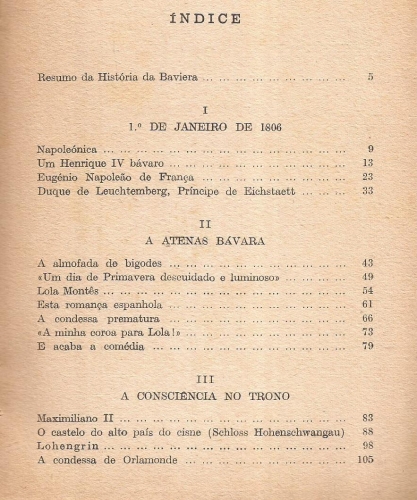 ÍNDICE
Resumo da História da Baviera ... ... ... ... ... ... ... ... 5
I
1.º DE JANEIRO DE 1806
Napoleónica ... ... ... ... ... ... ... ... ... ... ... ... 9
Um Henrique IV bávaro ... ... ... ... ... ... ... ... ... 13
Eugénio Napoleão de França ... ... ... ... ... ... ... ... 23
Duque de Leuchtemberg, Príncipe de Eichstaett ... ... ... 33
II
A ATENAS BÁVARA
A almofada de bigodes ... ... ... ... ... ... ... ... ... 43
«Um dia de Primavera descuidado e luminoso» ... ... ... 49
Lola Montês ... ... ... ... ... ... ... ... ... ... ... ... 54
Esta romança espanhola ... ... ... ... ... ... ... ... ... 61
A condessa prematura ... ... ... ... ... ... ... ... ... 66
«A minha coroa para Lola!» ... ... ... ... ... ... ... ... 73
E acaba a comédia ... ... ... ... ... ... ... ... ... ... 79
III
A CONSCIÊNCIA NO TRONO
Maximiliano II ... ... ... ... ... ... ... ... ... ... ... 83
O castelo do alto país do cisne (Schloss Hohenschwangau) 88
Lohengrin ... ... ... ... ... ... ... ... ... ... ... ... 98
A condessa de Orlamonde ... ... ... ... ... ... ... ... 105